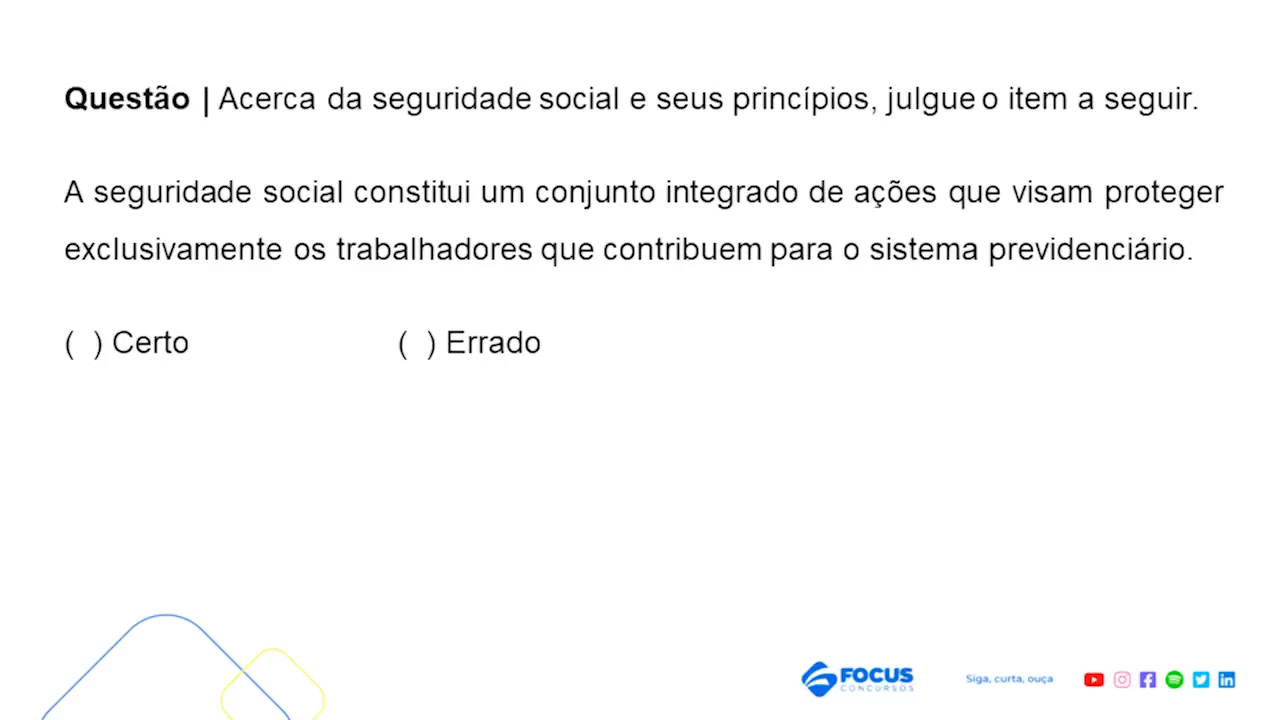 Questão | Acerca da seguridade social e seus princípios, julgue o item a seguir.
A seguridade social constitui um conjunto integrado de ações que visam proteger
exclusivamente os trabalhadores que contribuem para o sistema previdenciário.
( ) Certo ( ) Errado
FOCUS
CONCURSOS
Siga, curta, ouça